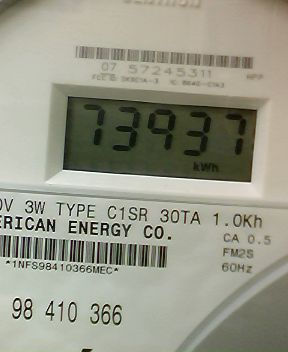 07 57245311
73937
kWh
V 3W TYPE C1SR 30TA 1.0Kh
ERICAN ENERGY CO.
CA 0.5
FM2S
60Hz
*1NFS98410366MEC*
98 410 366